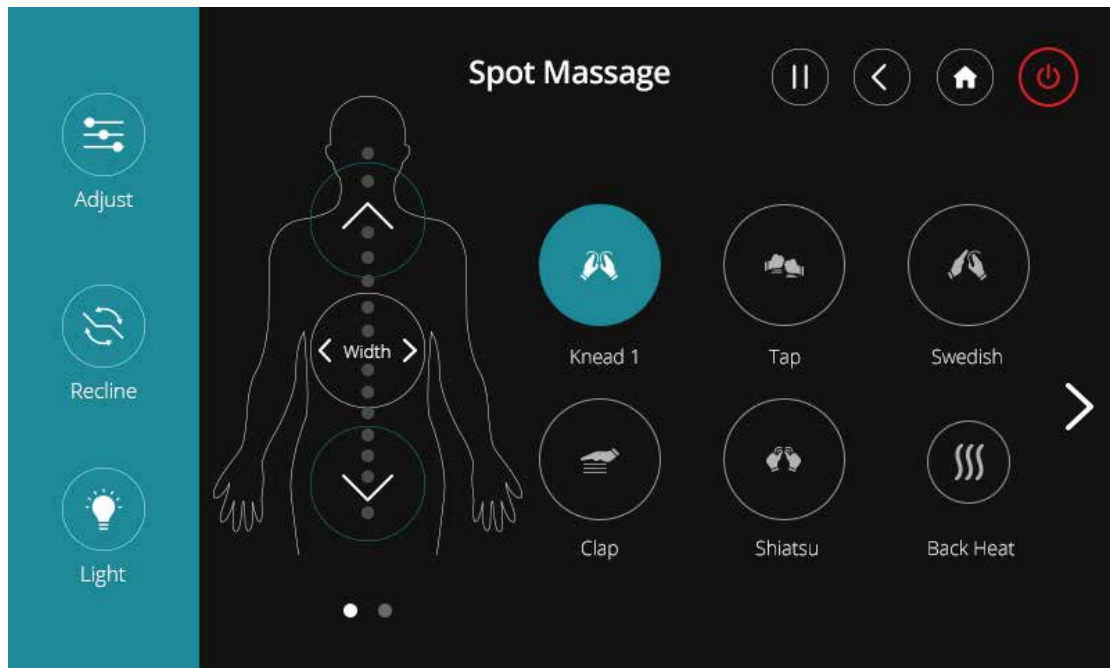 Spot Massage
Adjust
Recline
Light
Width
Knead 1
Tap
Swedish
Clap
Shiatsu
Back Heat